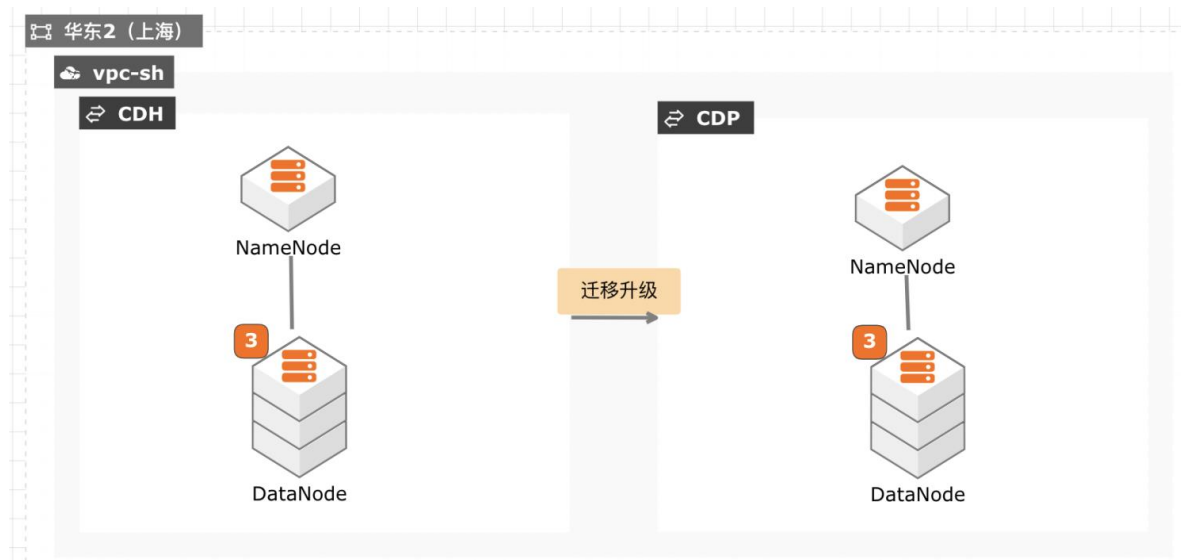 华东2（上海）
vpc-sh
CDH
CDP
NameNode
NameNode
迁移升级
3
3
DataNode
DataNode